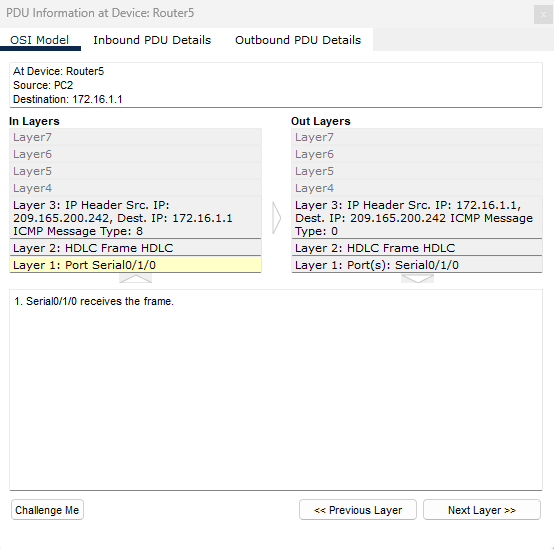 PDU Information at Device: Router5
x
OSI Model
Inbound PDU Details
Outbound PDU Details
At Device: Router5
Source: PC2
Destination: 172.16.1.1
In Layers
Layer7
Layer6
Layer5
Layer4
Layer 3: IP Header Src. IP:
209.165.200.242, Dest. IP: 172.16.1.1
ICMP Message Type: 8
Layer 2: HDLC Frame HDLC
Layer 1: Port Serial0/1/0
Out Layers
Layer7
Layer6
Layer5
Layer4
Layer 3: IP Header Src. IP: 172.16.1.1,
Dest. IP: 209.165.200.242 ICMP Message
Type: 0
Layer 2: HDLC Frame HDLC
Layer 1: Port(s): Serial0/1/0
1. Serial0/1/0 receives the frame.
Challenge Me
<< Previous Layer
Next Layer >>